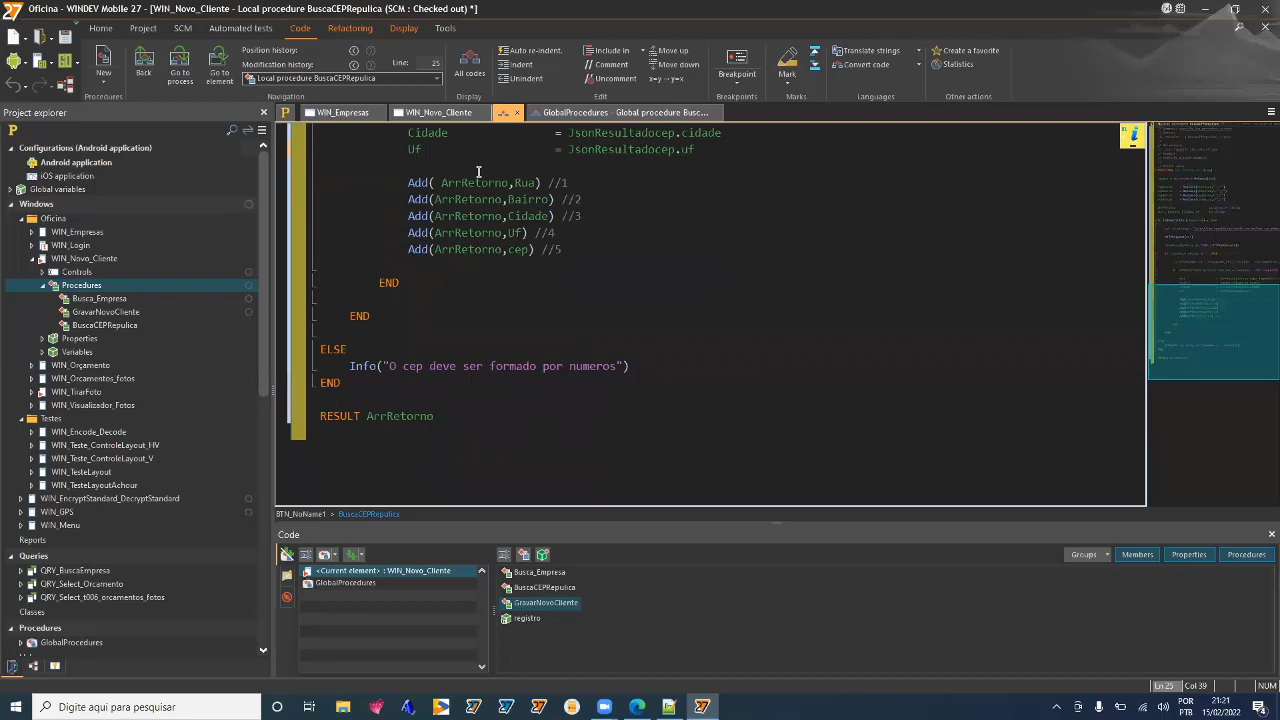 Oficina - WINDEV Mobile 27 - [WIN_Novo_Cliente - Local procedure BuscaCEPRepulica (SCM : Checked out) *]
Home Project SCM Automated tests Code Refactoring Display Tools
New
Procedures
Back
Go to process
Go to element
Position history:
Modification history:
Line: 25
Local procedure BuscaCEPRepulica
Navigation
All codes
Display
Auto re-indent.
Indent
Unindent
Include in
Comment
Uncomment
Move up
Move down
x→y→x
Edit
Breakpoint
Breakpoints
Mark
Marks
Translate strings
Convert code
Languages
Create a favorite
Statistics
Other actions
Project explorer
WIN_Empresas WIN_Novo_Cliente GlobalProcedures - Global procedure Busc...
Configurations (Android application)
Android application
iOS application
Global variables
Windows
Oficina
WIN_Empresas
WIN_Login
WIN_Novo_Cliente
Controls
Procedures
Busca_Empresa
GravarNovoCliente
BuscaCEPRepulica
Properties
Variables
WIN_Orçamento
WIN_Orcamentos_fotos
WIN_TirarFoto
WIN_Visualizador_Fotos
Testes
WIN_Encode_Decode
WIN_Teste_ControleLayout_HV
WIN_Teste_ControleLayout_V
WIN_TesteLayout
WIN_TesteLayoutAchour
WIN_EncryptStandard_DecryptStandard
WIN_GPS
WIN_Menu
Reports
Queries
QRY_BuscaEmpresa
QRY_Select_Orcamento
QRY_Select_t006_orcamentos_fotos
Classes
Procedures
GlobalProcedures
Cidade = JsonResultadocep.cidade
Uf = JsonResultadocep.uf
Add( ArrRetorno,Rua) //1
Add(ArrRetorno,bairro) //2
Add(ArrRetorno,Cidade) //3
Add(ArrRetorno,Uf) //4
Add(ArrRetorno,cep) //5
END
END
ELSE
Info("O cep deve ser formado por numeros")
END
RESULT ArrRetorno
BTN_NoName1 > BuscaCEPRepulica
Code
Groups Members Properties Procedures
<Current element> : WIN_Novo_Cliente
GlobalProcedures
Busca_Empresa
BuscaCEPRepulica
GravarNovoCliente
registro
Ln 25 Col 39 NUM
Digite aqui para pesquisar
POR
PTB
21:21
15/02/2022